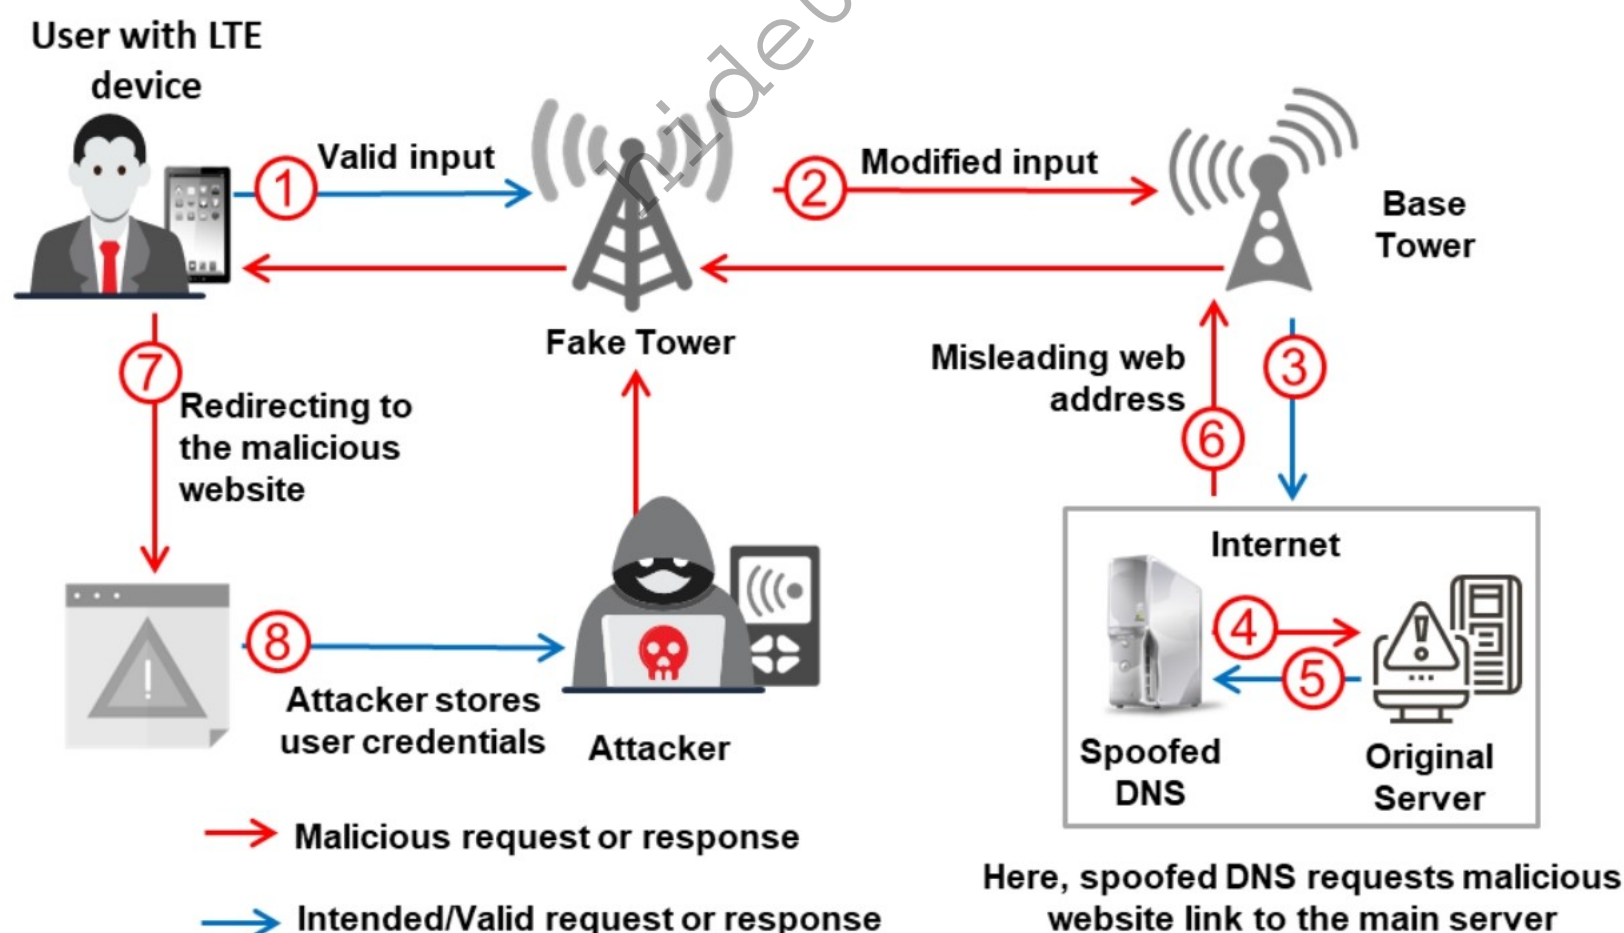 User with LTE
device
1
Valid input
2
Modified input
Base
Tower
Fake Tower
7
Redirecting to
the malicious
website
Misleading web
address
3
6
Internet
4
5
8
Attacker stores
user credentials
Attacker
Spoofed
DNS
Original
Server
Malicious request or response
Intended/Valid request or response
Here, spoofed DNS requests malicious
website link to the main server